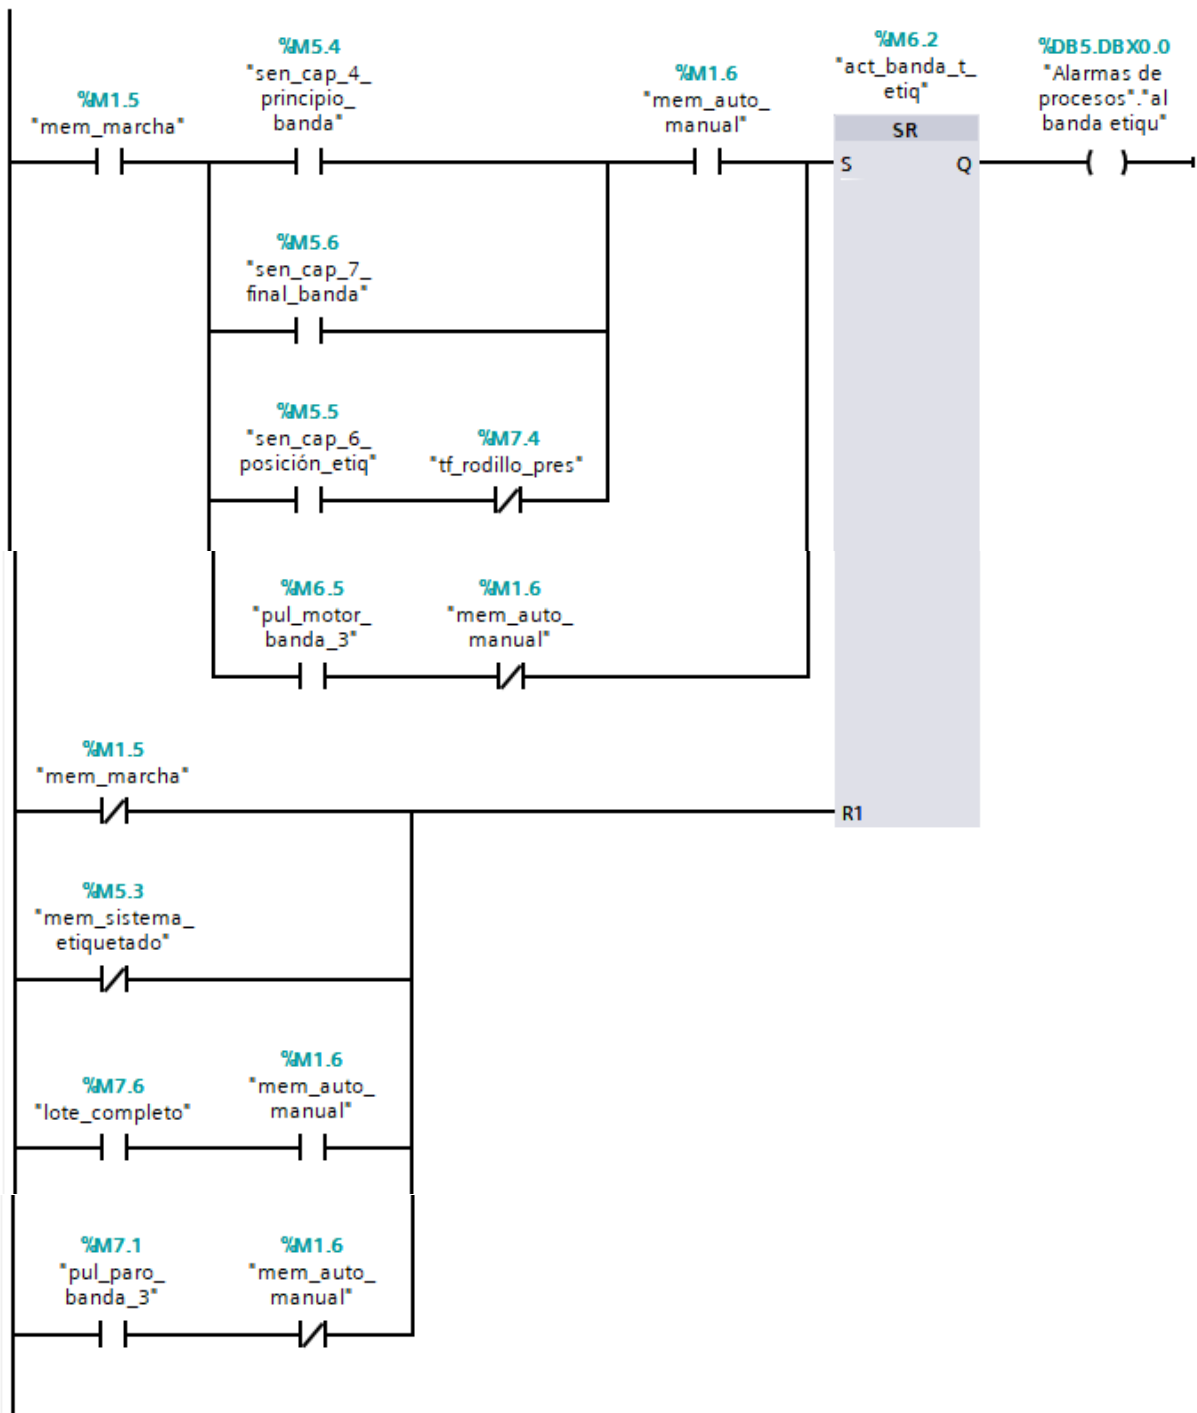 %M1.5
"mem_marcha"
%M5.4
"sen_cap_4_
principio_
banda"
%M1.6
"mem_auto_
manual"
%M6.2
"act_banda_t_
etiq"
SR
S
Q
%DB5.DBX0.0
"Alarmas de
procesos"."al
banda etiqu"
%M5.6
"sen_cap_7_
final_banda"
%M5.5
"sen_cap_6_
posición_etiq"
%M7.4
"tf_rodillo_pres"
%M6.5
"pul_motor_
banda_3"
%M1.6
"mem_auto_
manual"
%M1.5
"mem_marcha"
R1
%M5.3
"mem_sistema_
etiquetado"
%M7.6
"lote_completo"
%M1.6
"mem_auto_
manual"
%M7.1
"pul_paro_
banda_3"
%M1.6
"mem_auto_
manual"